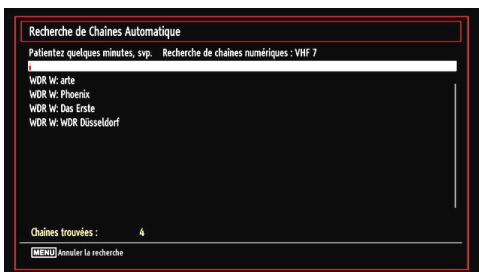 Recherche de Chaînes Automatique
Patientez quelques minutes, svp. Recherche de chaînes numériques : VHF 7
WDR W: arte
WDR W: Phoenix
WDR W: Das Erste
WDR W: WDR Düsseldorf
Chaînes trouvées : 4
MENU Annuler la recherche